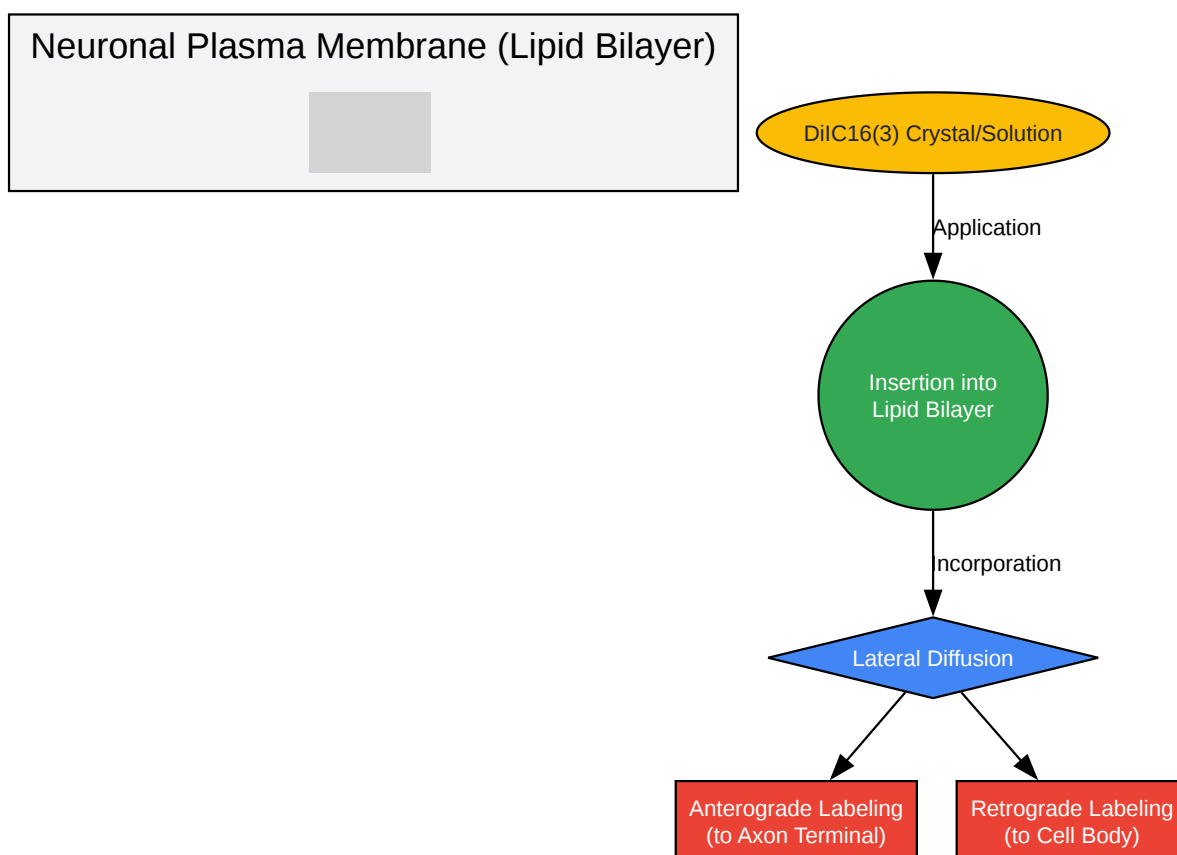 Neuronal Plasma Membrane (Lipid Bilayer)
DiIC16(3) Crystal/Solution
Application
Insertion into
Lipid Bilayer
Incorporation
Lateral Diffusion
Anterograde Labeling
(to Axon Terminal)
Retrograde Labeling
(to Cell Body)